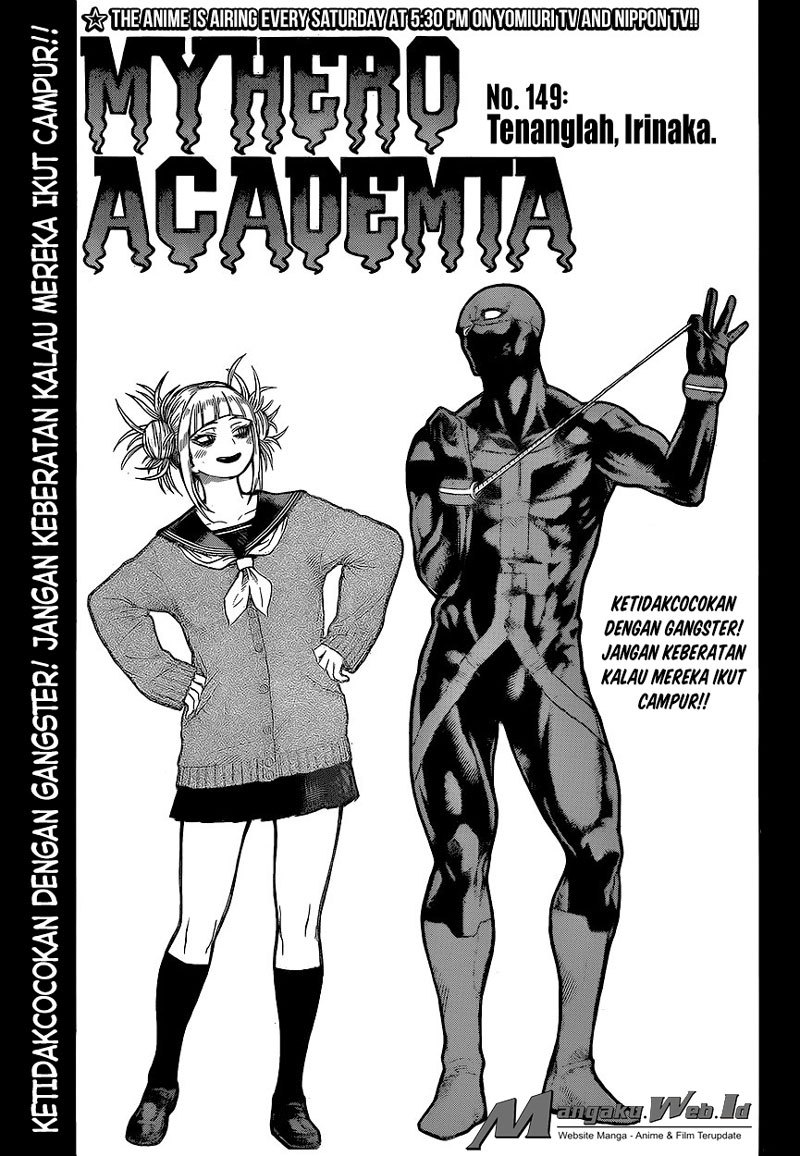 ☆ THE ANIME IS AIRING EVERY SATURDAY AT 5:30 PM ON YOMIURI TV AND NIPPON TV!!
MY HERO
ACADEMIA
No. 149:
Tenanglah, Irinaka.
KETIDAKCOCOKAN DENGAN GANGSTER! JANGAN KEBERATAN KALAU MEREKA IKUT CAMPUR!!
KETIDAKCOCOKAN
DENGAN GANGSTER!
JANGAN KEBERATAN
KALAU MEREKA IKUT
CAMPUR!!
Mangaku.Web.Id
Website Manga - Anime & Film Terupdate